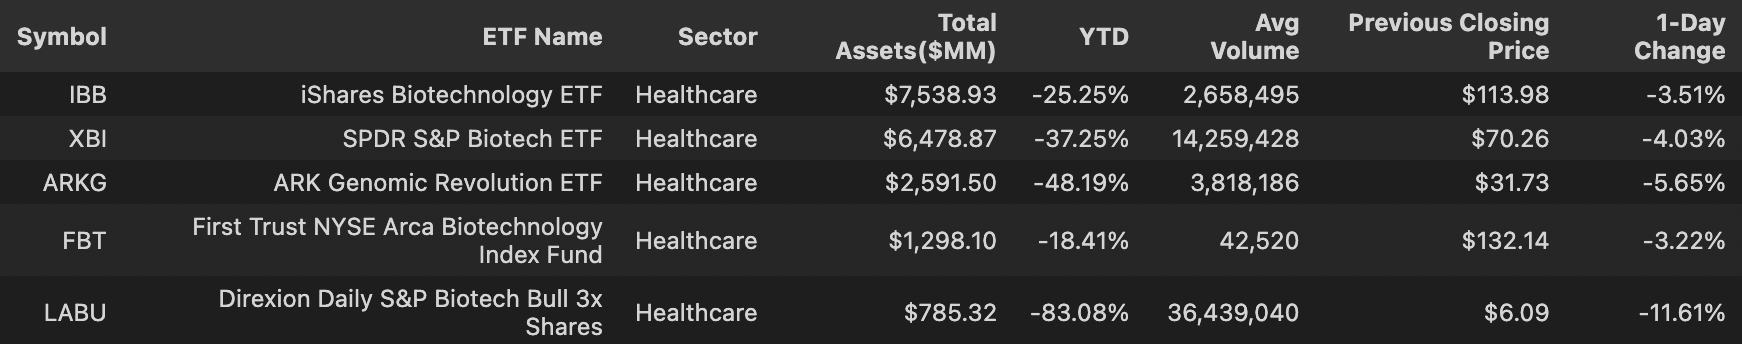 Symbol ETF Name Sector Total Assets($MM) YTD Avg Volume Previous Closing Price 1-Day Change
IBB iShares Biotechnology ETF Healthcare $7,538.93 -25.25% 2,658,495 $113.98 -3.51%
XBI SPDR S&P Biotech ETF Healthcare $6,478.87 -37.25% 14,259,428 $70.26 -4.03%
ARKG ARK Genomic Revolution ETF Healthcare $2,591.50 -48.19% 3,818,186 $31.73 -5.65%
FBT First Trust NYSE Arca Biotechnology Index Fund Healthcare $1,298.10 -18.41% 42,520 $132.14 -3.22%
LABU Direxion Daily S&P Biotech Bull 3x Shares Healthcare $785.32 -83.08% 36,439,040 $6.09 -11.61%